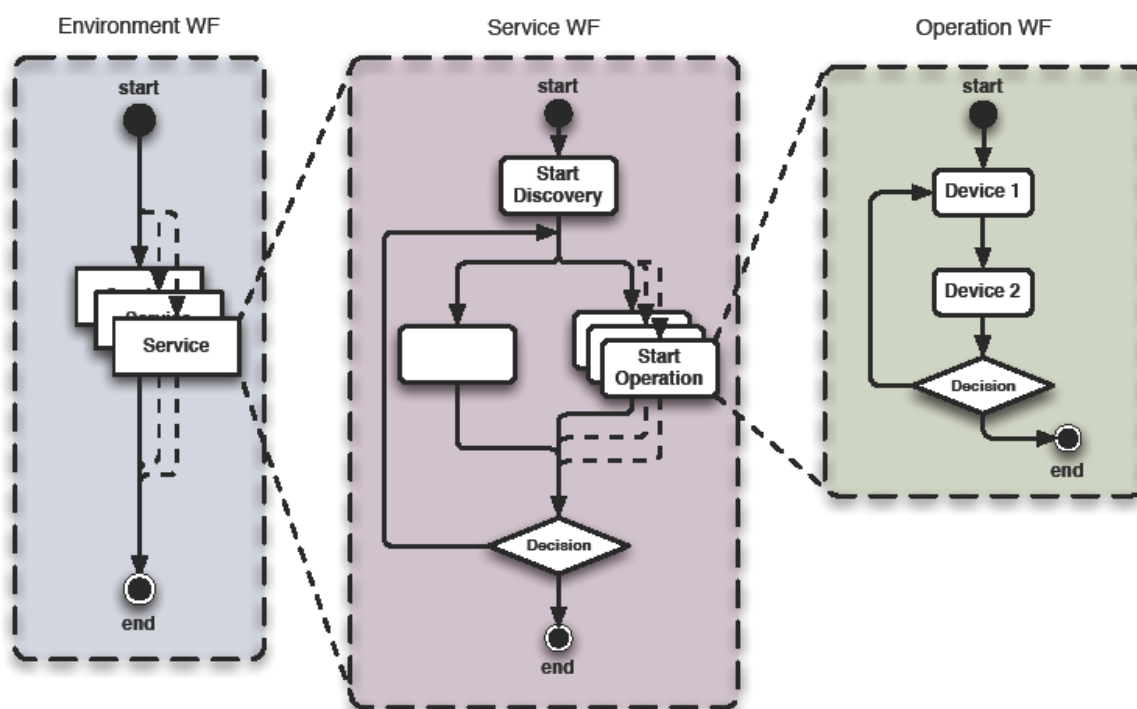 Environment WF
start
Service
Service
end
Service WF
start
Start
Discovery
Start
Operation
Decision
end
Operation WF
start
Device 1
Device 2
Decision
end